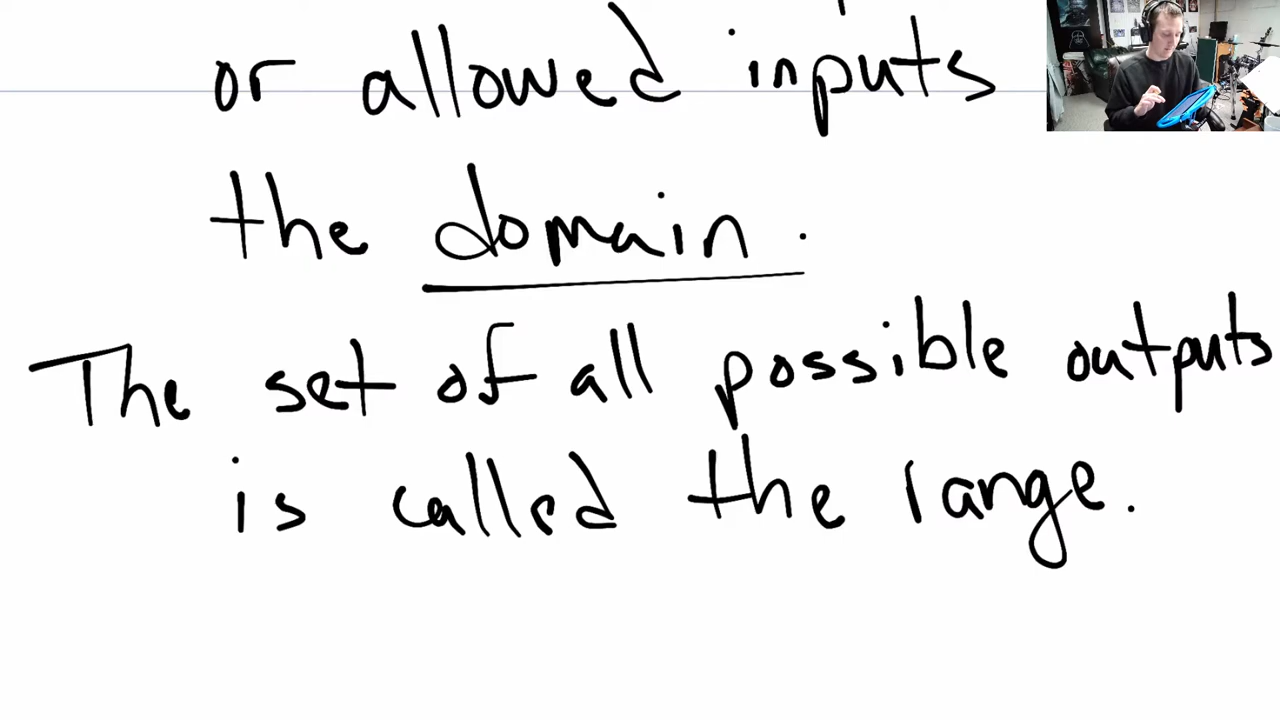 or allowed inputs
the domain.
The set of all possible outputs
is called the range.